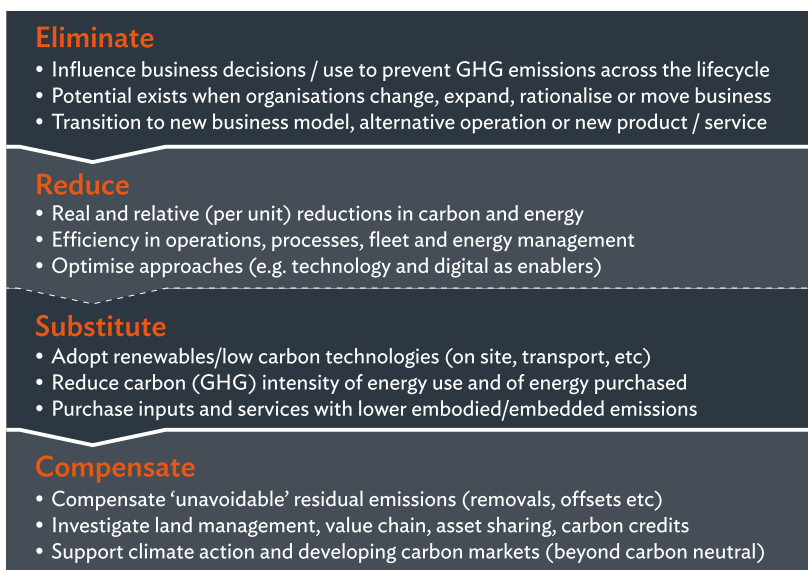 Eliminate
• Influence business decisions / use to prevent GHG emissions across the lifecycle
• Potential exists when organisations change, expand, rationalise or move business
• Transition to new business model, alternative operation or new product / service
Reduce
• Real and relative (per unit) reductions in carbon and energy
• Efficiency in operations, processes, fleet and energy management
• Optimise approaches (e.g. technology and digital as enablers)
Substitute
• Adopt renewables/low carbon technologies (on site, transport, etc)
• Reduce carbon (GHG) intensity of energy use and of energy purchased
• Purchase inputs and services with lower embodied/embedded emissions
Compensate
• Compensate ‘unavoidable’ residual emissions (removals, offsets etc)
• Investigate land management, value chain, asset sharing, carbon credits
• Support climate action and developing carbon markets (beyond carbon neutral)